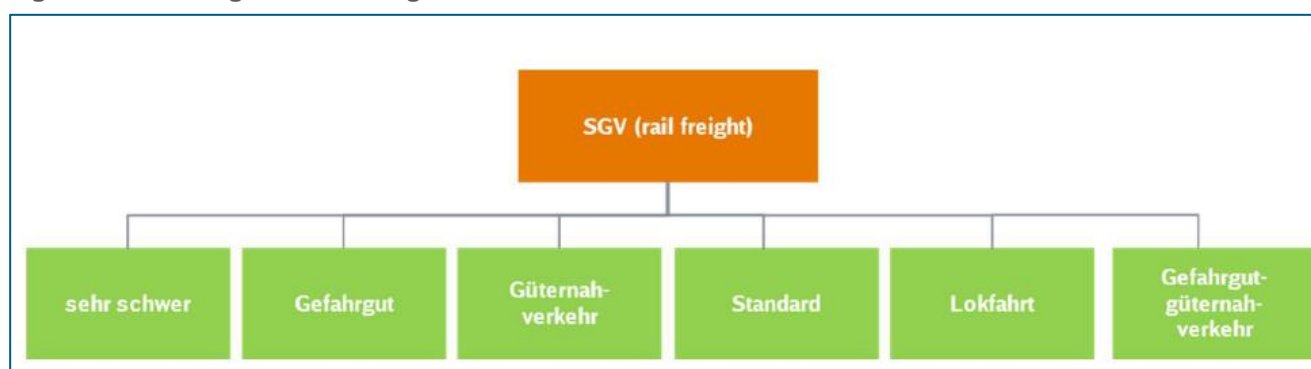 SGV (rail freight)
sehr schwer
Gefahrgut
Güternah-
verkehr
Standard
Lokfahrt
Gefahrgut-
güternah-
verkehr